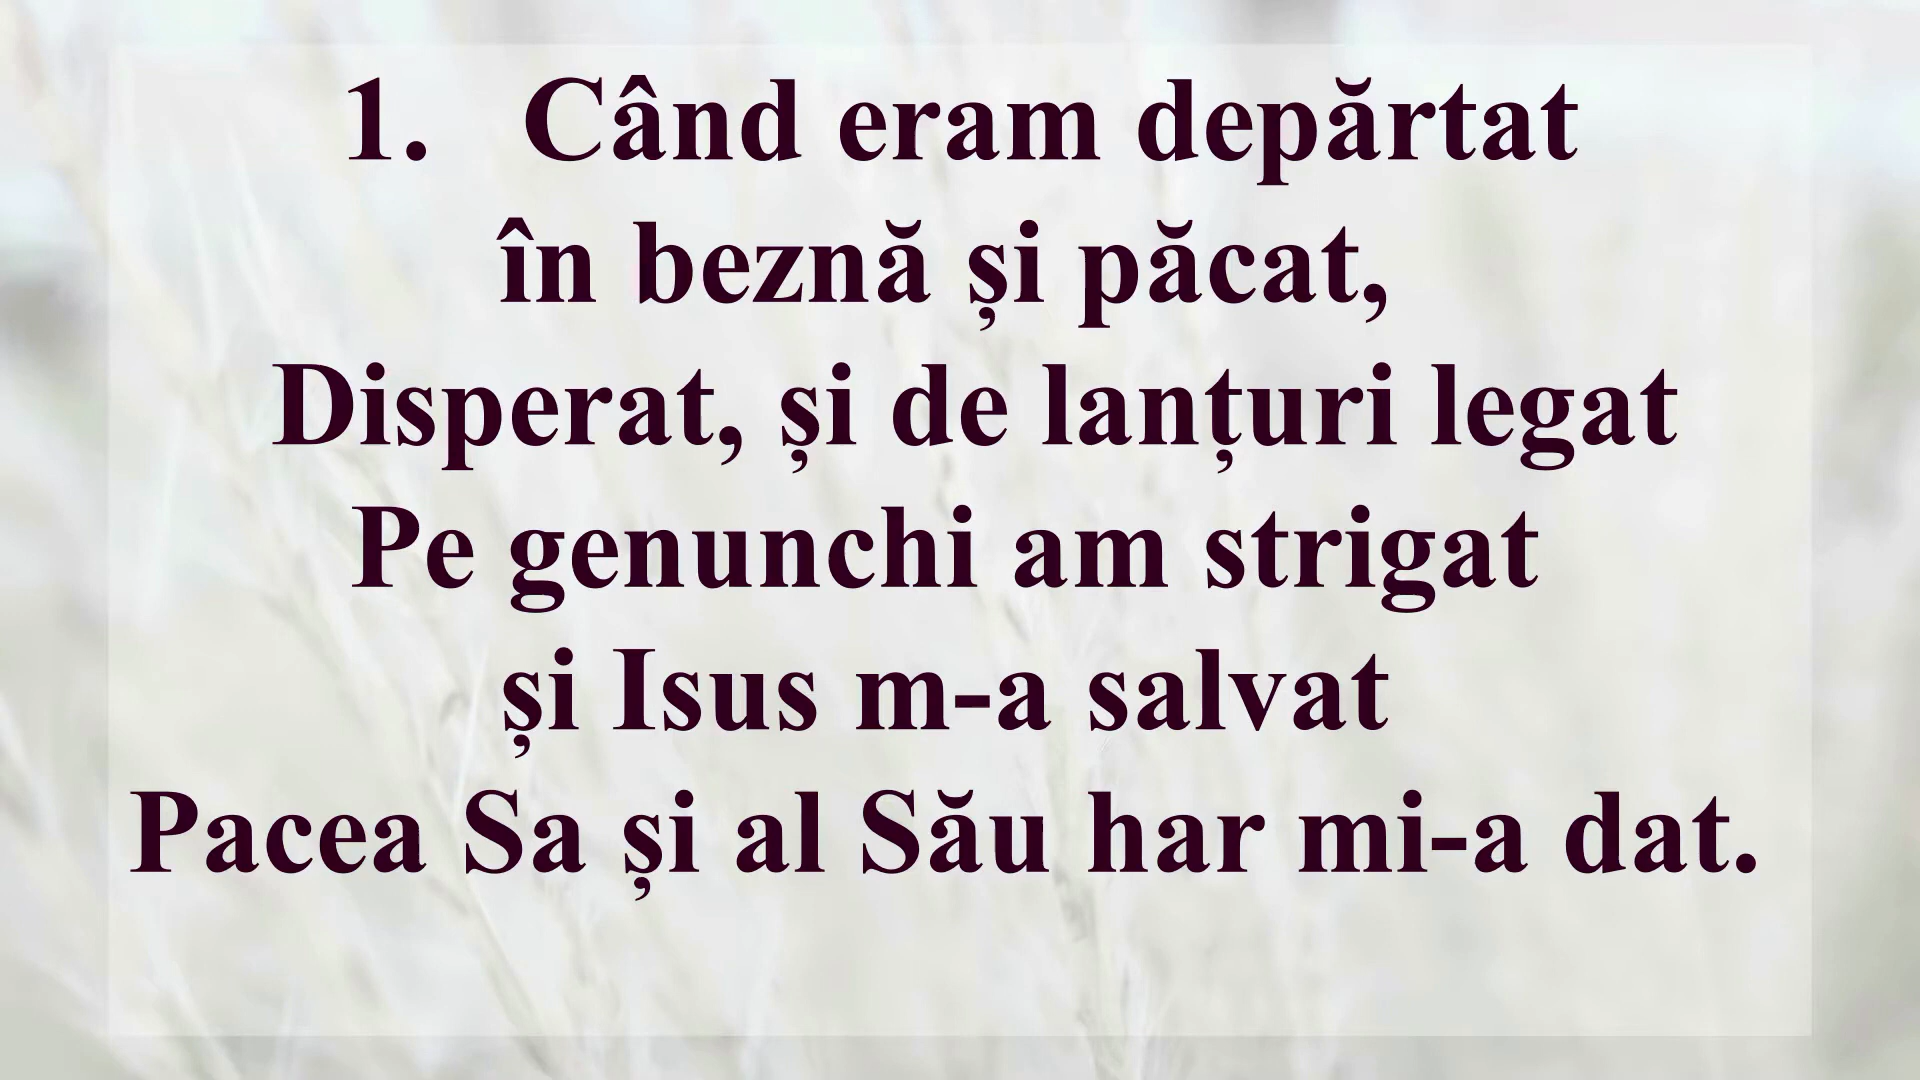 1. Când eram depărtat
în beznă și păcat,
Disperat, și de lanțuri legat
Pe genunchi am strigat
și Isus m-a salvat
Pacea Sa și al Său har mi-a dat.